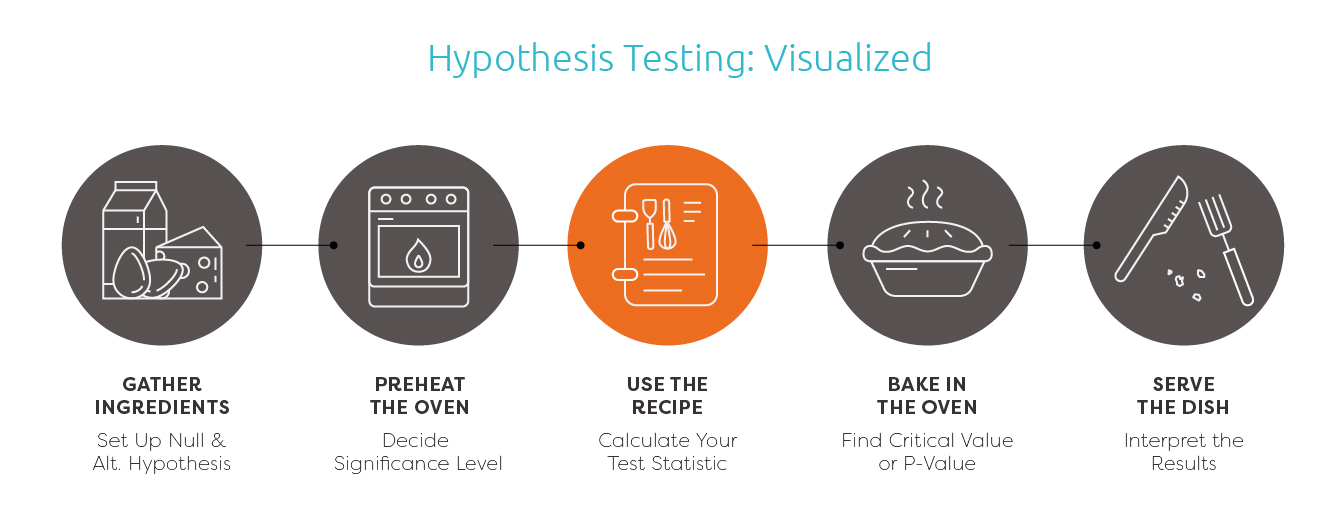 Hypothesis Testing: Visualized
GATHER
INGREDIENTS
Set Up Null &
Alt. Hypothesis
PREHEAT
THE OVEN
Decide
Significance Level
USE THE
RECIPE
Calculate Your
Test Statistic
BAKE IN
THE OVEN
Find Critical Value
or P-Value
SERVE
THE DISH
Interpret the
Results